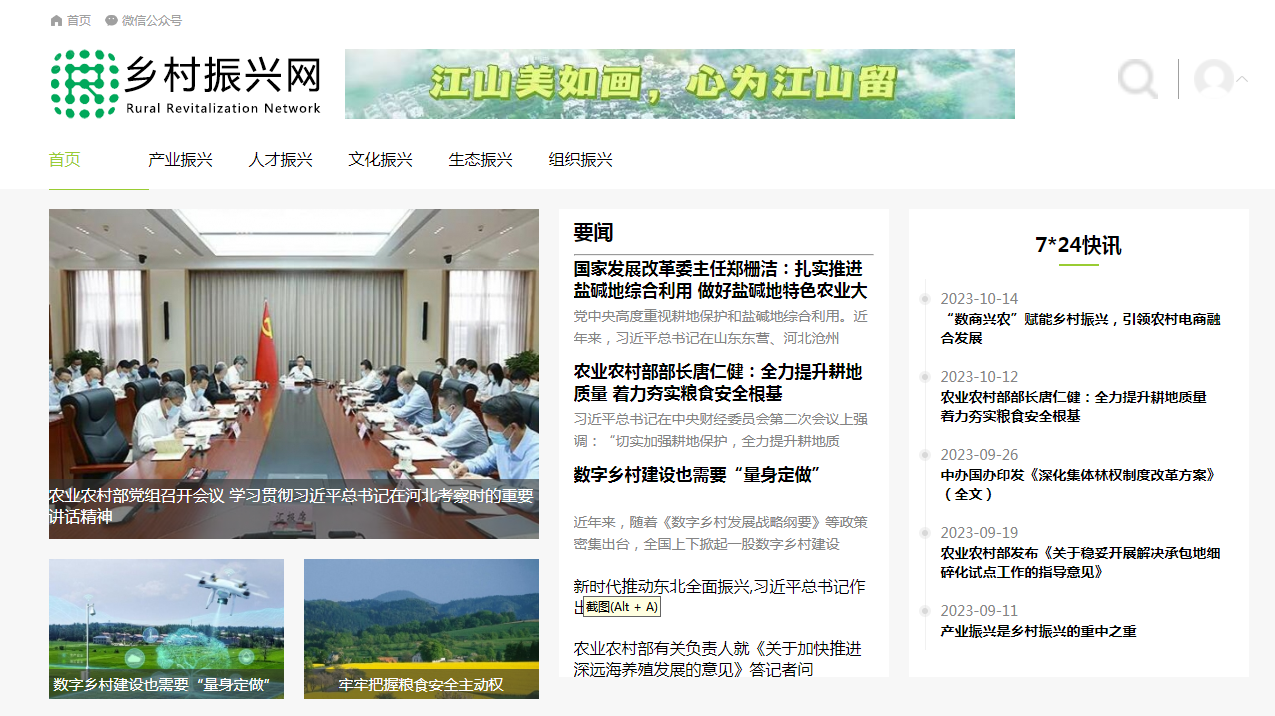 首页 微信公众号
乡村振兴网
Rural Revitalization Network
江山美如画，心为江山留
首页 产业振兴 人才振兴 文化振兴 生态振兴 组织振兴
农业农村部党组召开会议 学习贯彻习近平总书记在河北考察时的重要
讲话精神
数字乡村建设也需要“量身定做”
牢牢把握粮食安全主动权
要闻
国家发展改革委主任郑栅洁：扎实推进
盐碱地综合利用 做好盐碱地特色农业大
党中央高度重视耕地保护和盐碱地综合利用。近
年来，习近平总书记在山东东营、河北沧州
农业农村部部长唐仁健：全力提升耕地
质量 着力夯实粮食安全根基
习近平总书记在中央财经委员会第二次会议上强
调：“切实加强耕地保护，全力提升耕地质
数字乡村建设也需要“量身定做”
近年来，随着《数字乡村发展战略纲要》等政策
密集出台，全国上下掀起一股数字乡村建设
新时代推动东北全面振兴,习近平总书记作
截图(Alt + A)
农业农村部有关负责人就《关于加快推进
深远海养殖发展的意见》答记者问
7*24快讯
2023-10-14
“数商兴农”赋能乡村振兴，引领农村电商融
合发展
2023-10-12
农业农村部部长唐仁健：全力提升耕地质量
着力夯实粮食安全根基
2023-09-26
中办国办印发《深化集体林权制度改革方案》
（全文）
2023-09-19
农业农村部发布《关于稳妥开展解决承包地细
碎化试点工作的指导意见》
2023-09-11
产业振兴是乡村振兴的重中之重